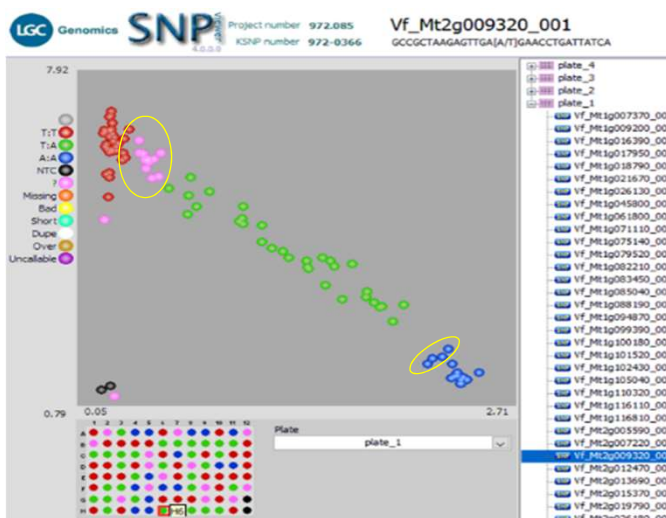 LGC Genomics SNP Viewer
4.0.0.0
Project number 972.085
KSNP number 972-0366
Vf_Mt2g009320_001
GCCGCTAAGAGTTGA[A/T]GAACCTGATTATCA
7.92
T:T
T:A
A:A
NTC
?
Missing
Bad
Short
Dupe
Over
Uncallable
0.79
0.05
2.71
1 2 3 4 5 6 7 8 9 10 11 12
A
B
C
D
E
F
G
H
H6
Plate
plate_1
plate_4
plate_3
plate_2
plate_1
Vf_Mt1g007370_00
Vf_Mt1g009200_00
Vf_Mt1g016390_00
Vf_Mt1g017950_00
Vf_Mt1g018790_00
Vf_Mt1g021670_00
Vf_Mt1g026130_00
Vf_Mt1g045800_00
Vf_Mt1g061800_00
Vf_Mt1g071110_00
Vf_Mt1g075140_00
Vf_Mt1g079520_00
Vf_Mt1g082210_00
Vf_Mt1g083450_00
Vf_Mt1g085040_00
Vf_Mt1g088190_00
Vf_Mt1g094870_00
Vf_Mt1g099390_00
Vf_Mt1g100180_00
Vf_Mt1g101520_00
Vf_Mt1g102430_00
Vf_Mt1g105040_00
Vf_Mt1g110320_00
Vf_Mt1g116110_00
Vf_Mt1g116810_00
Vf_Mt2g005590_00
Vf_Mt2g007220_00
Vf_Mt2g009320_00
Vf_Mt2g012470_00
Vf_Mt2g013690_00
Vf_Mt2g015370_00
Vf_Mt2g019790_00